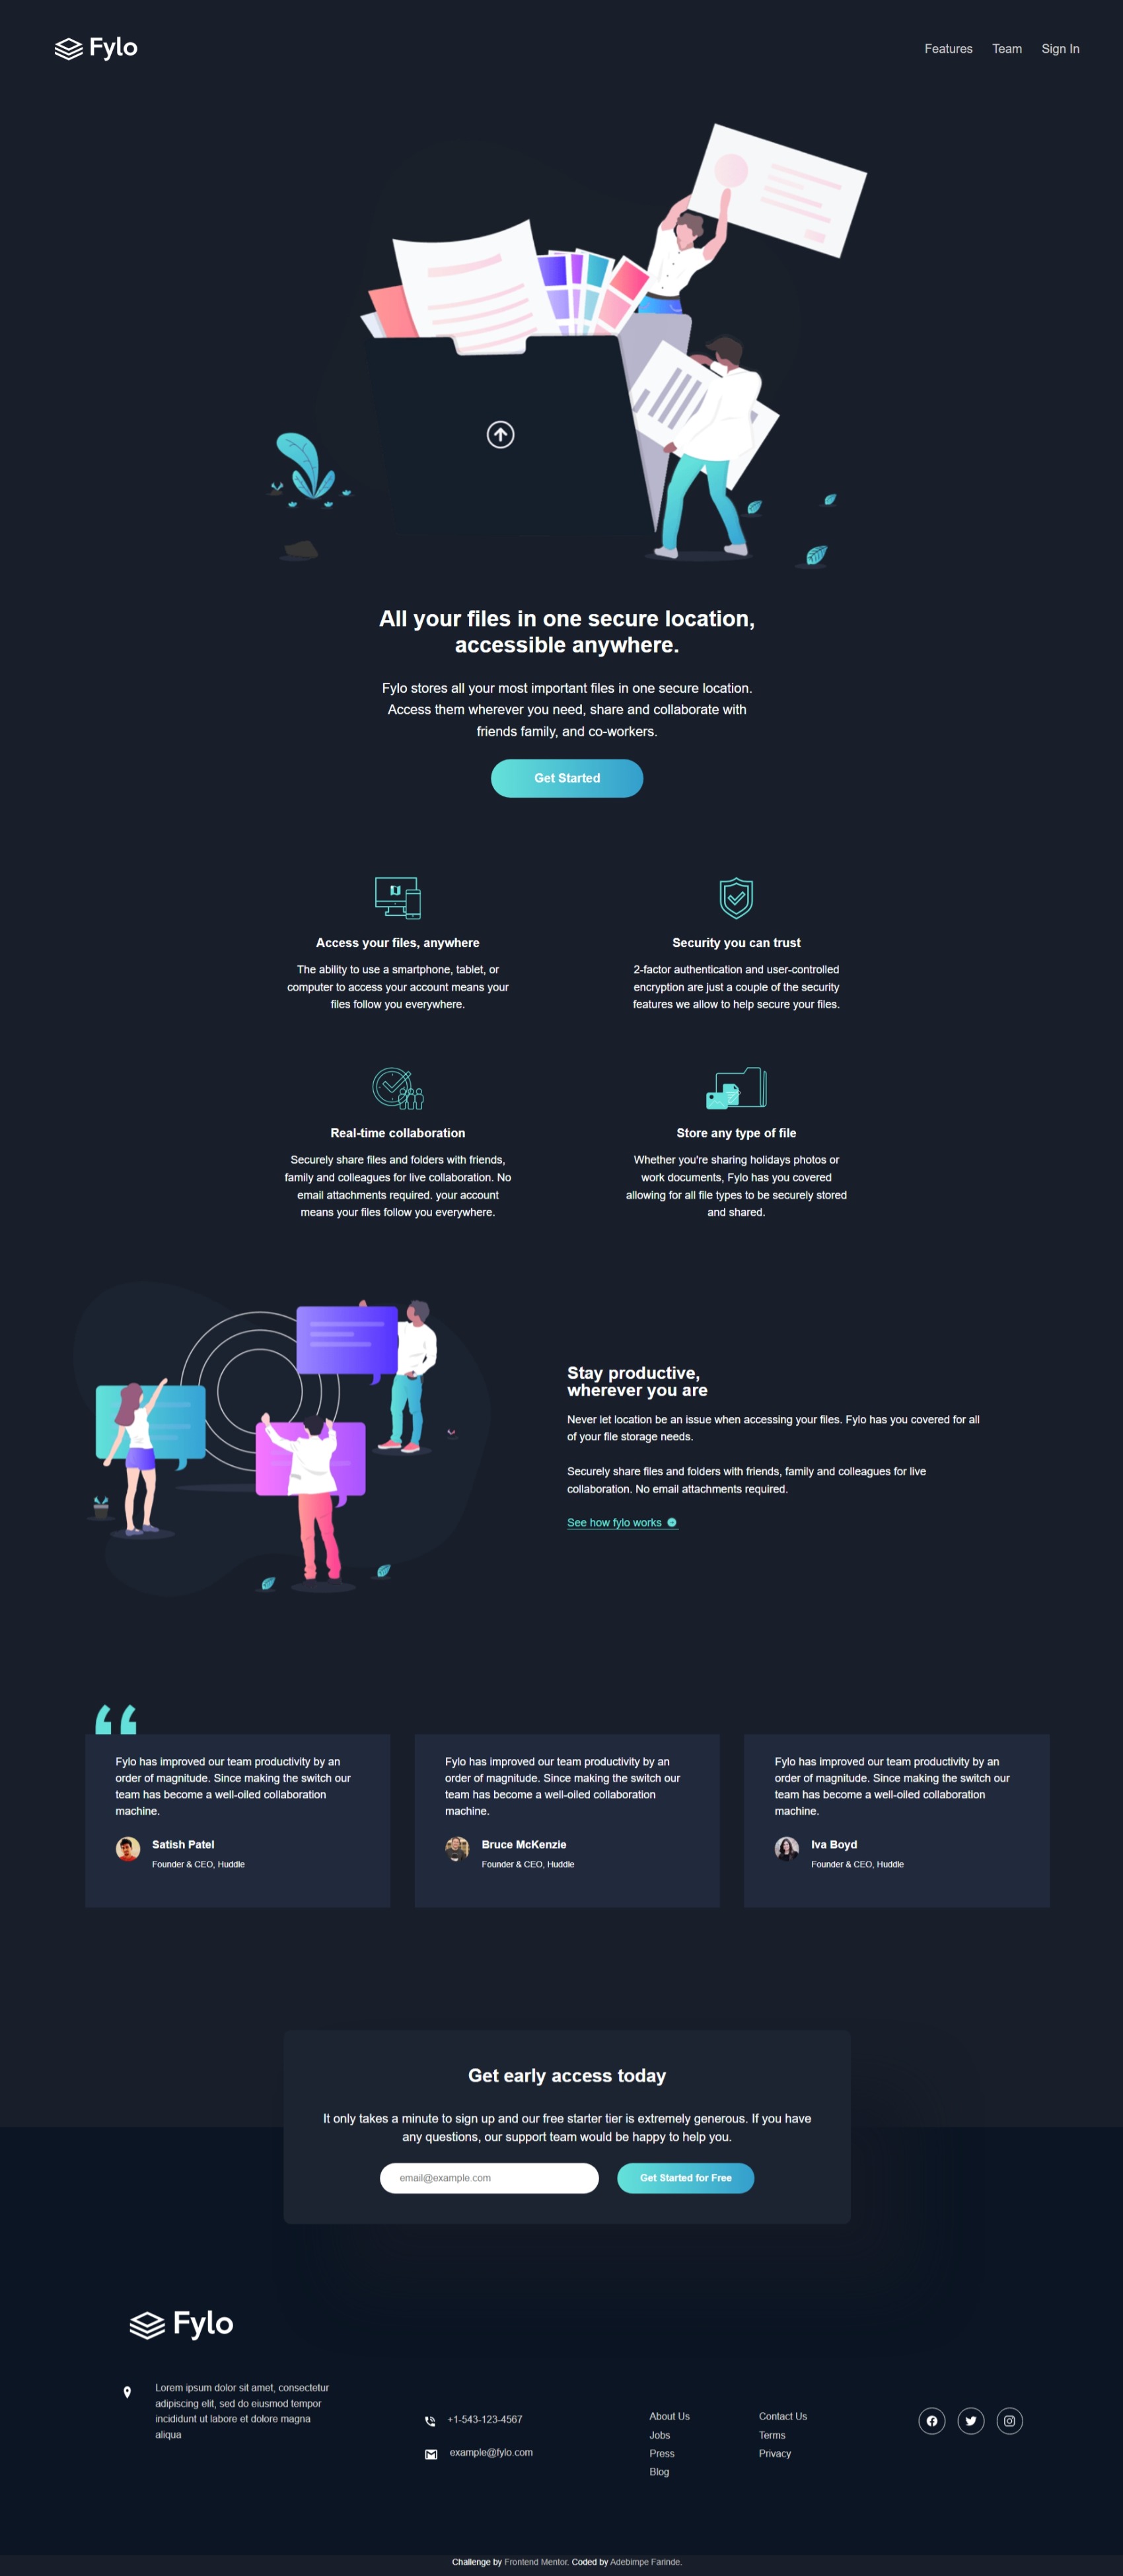 Fylo
Features Team Sign In
All your files in one secure location,
accessible anywhere.
Fylo stores all your most important files in one secure location.
Access them wherever you need, share and collaborate with
friends family, and co-workers.
Get Started
Access your files, anywhere
The ability to use a smartphone, tablet, or
computer to access your account means your
files follow you everywhere.
Security you can trust
2-factor authentication and user-controlled
encryption are just a couple of the security
features we allow to help secure your files.
Real-time collaboration
Securely share files and folders with friends,
family and colleagues for live collaboration. No
email attachments required. your account
means your files follow you everywhere.
Store any type of file
Whether you're sharing holidays photos or
work documents, Fylo has you covered
allowing for all file types to be securely stored
and shared.
Stay productive,
wherever you are
Never let location be an issue when accessing your files. Fylo has you covered for all
of your file storage needs.
Securely share files and folders with friends, family and colleagues for live
collaboration. No email attachments required.
See how fylo works
Fylo has improved our team productivity by an
order of magnitude. Since making the switch our
team has become a well-oiled collaboration
machine.
Satish Patel
Founder & CEO, Huddle
Fylo has improved our team productivity by an
order of magnitude. Since making the switch our
team has become a well-oiled collaboration
machine.
Bruce McKenzie
Founder & CEO, Huddle
Fylo has improved our team productivity by an
order of magnitude. Since making the switch our
team has become a well-oiled collaboration
machine.
Iva Boyd
Founder & CEO, Huddle
Get early access today
It only takes a minute to sign up and our free starter tier is extremely generous. If you have
any questions, our support team would be happy to help you.
email@example.com
Get Started for Free
Fylo
Lorem ipsum dolor sit amet, consectetur
adipiscing elit, sed do eiusmod tempor
incididunt ut labore et dolore magna
aliqua
+1-543-123-4567
example@fylo.com
About Us
Jobs
Press
Blog
Contact Us
Terms
Privacy
Challenge by Frontend Mentor. Coded by Adebimpe Farinde.